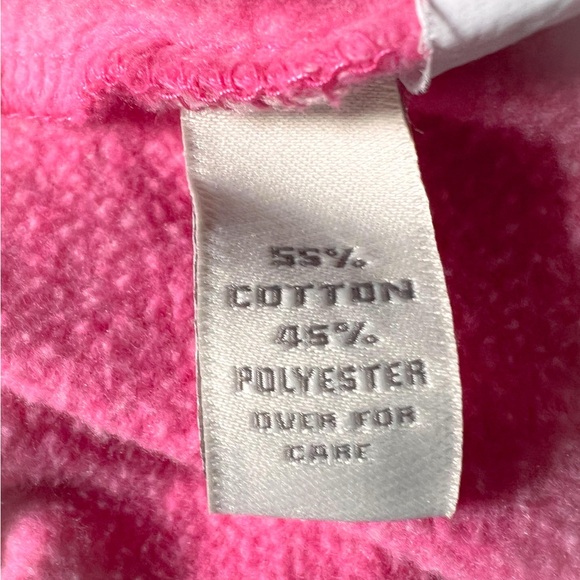 55%
COTTON
45%
POLYESTER
OVER FOR
CARE